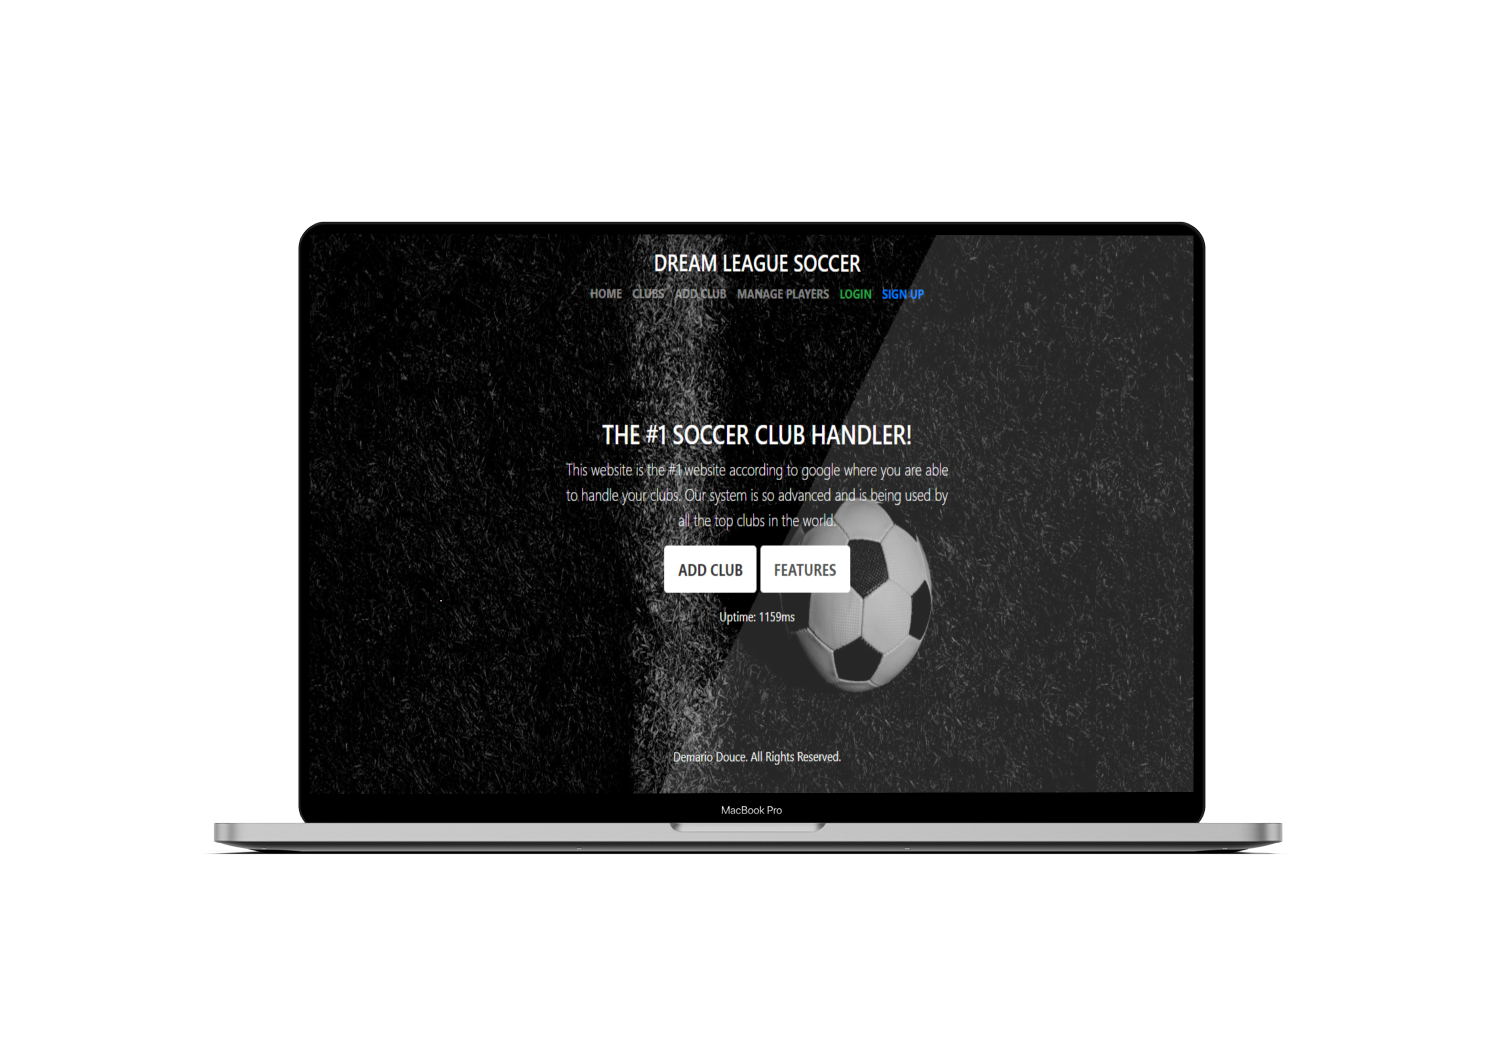 DREAM LEAGUE SOCCER
HOME CLUBS ADD CLUB MANAGE PLAYERS LOGIN SIGN UP
THE #1 SOCCER CLUB HANDLER!
This website is the #1 website according to google where you are able
to handle your clubs. Our system is so advanced and is being used by
all the top clubs in the world.
ADD CLUB FEATURES
Uptime: 1159ms
Demario Douce. All Rights Reserved.
MacBook Pro